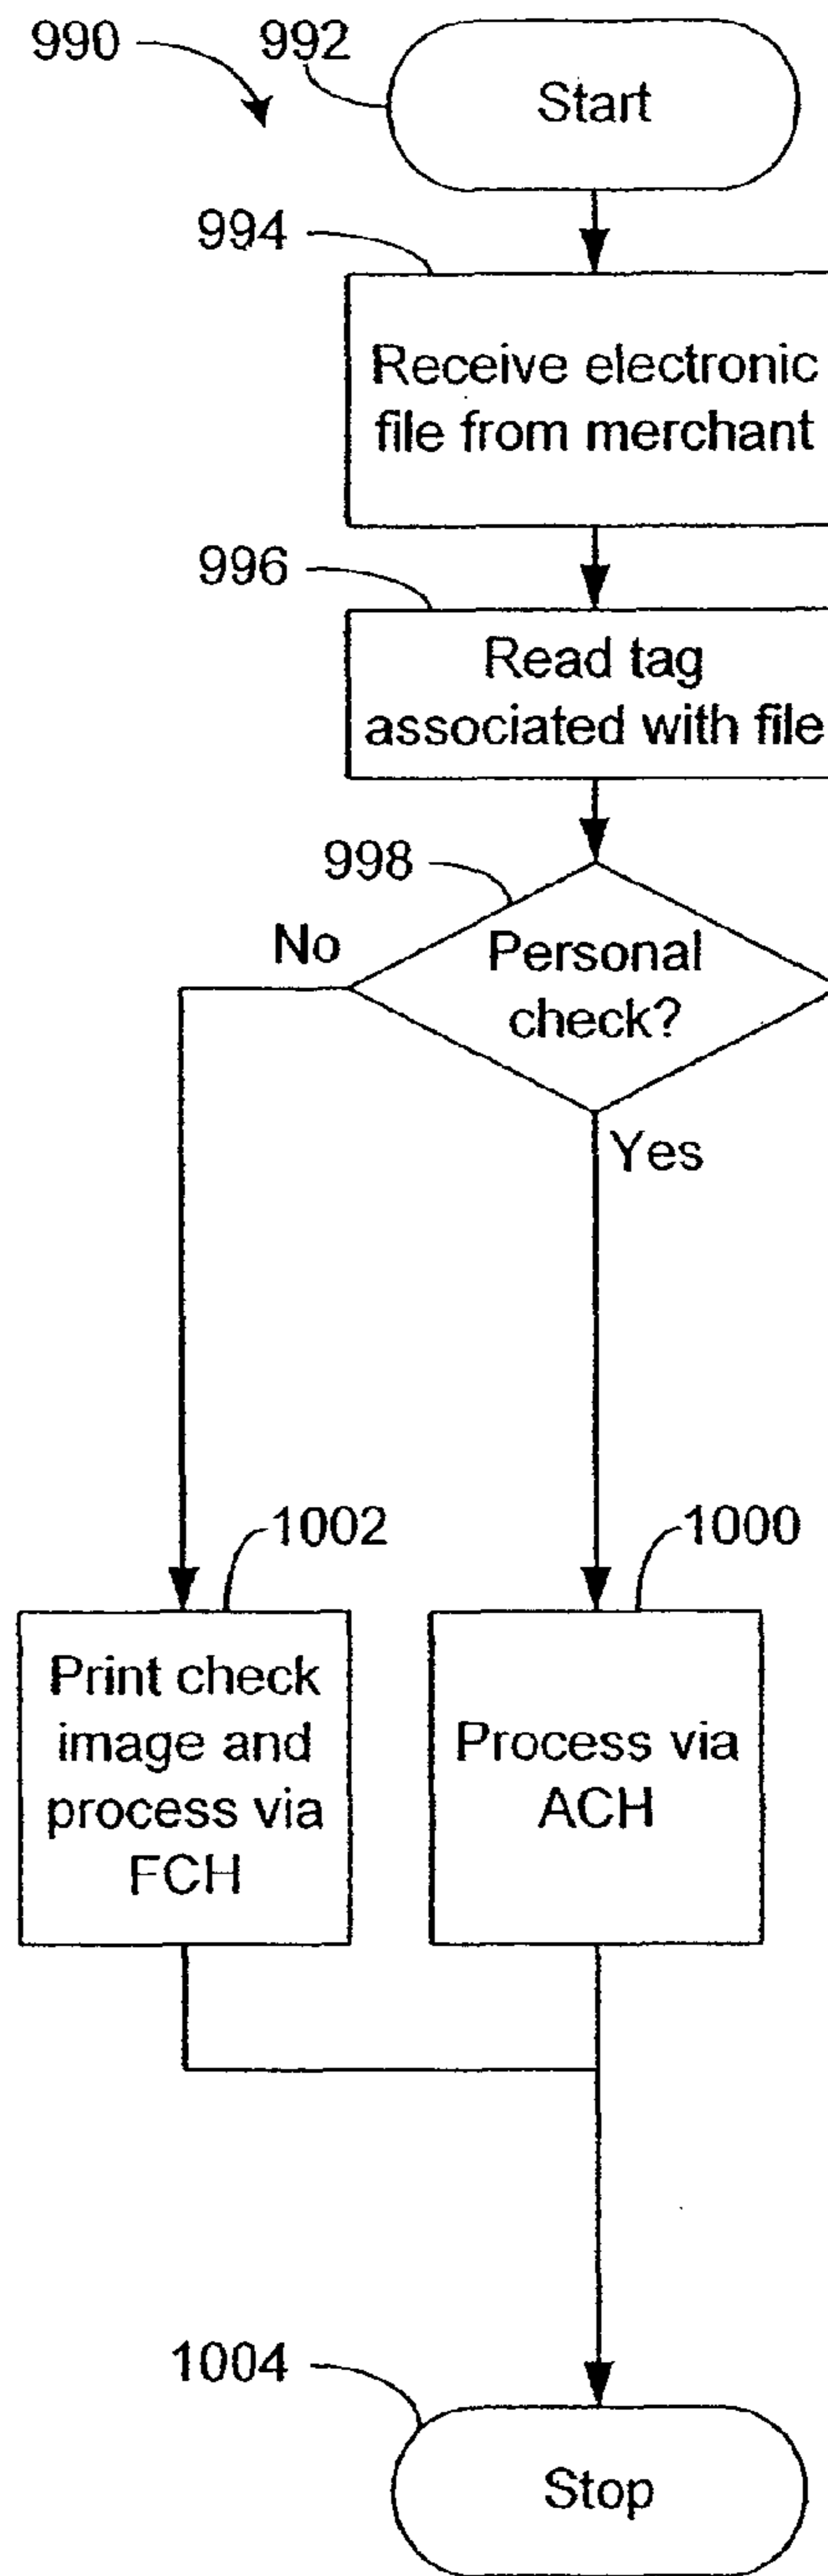 990
992
Start
994
Receive electronic
file from merchant
996
Read tag
associated with file
998
No
Personal
check?
Yes
1002
1000
Print check
image and
process via
FCH
Process via
ACH
1004
Stop